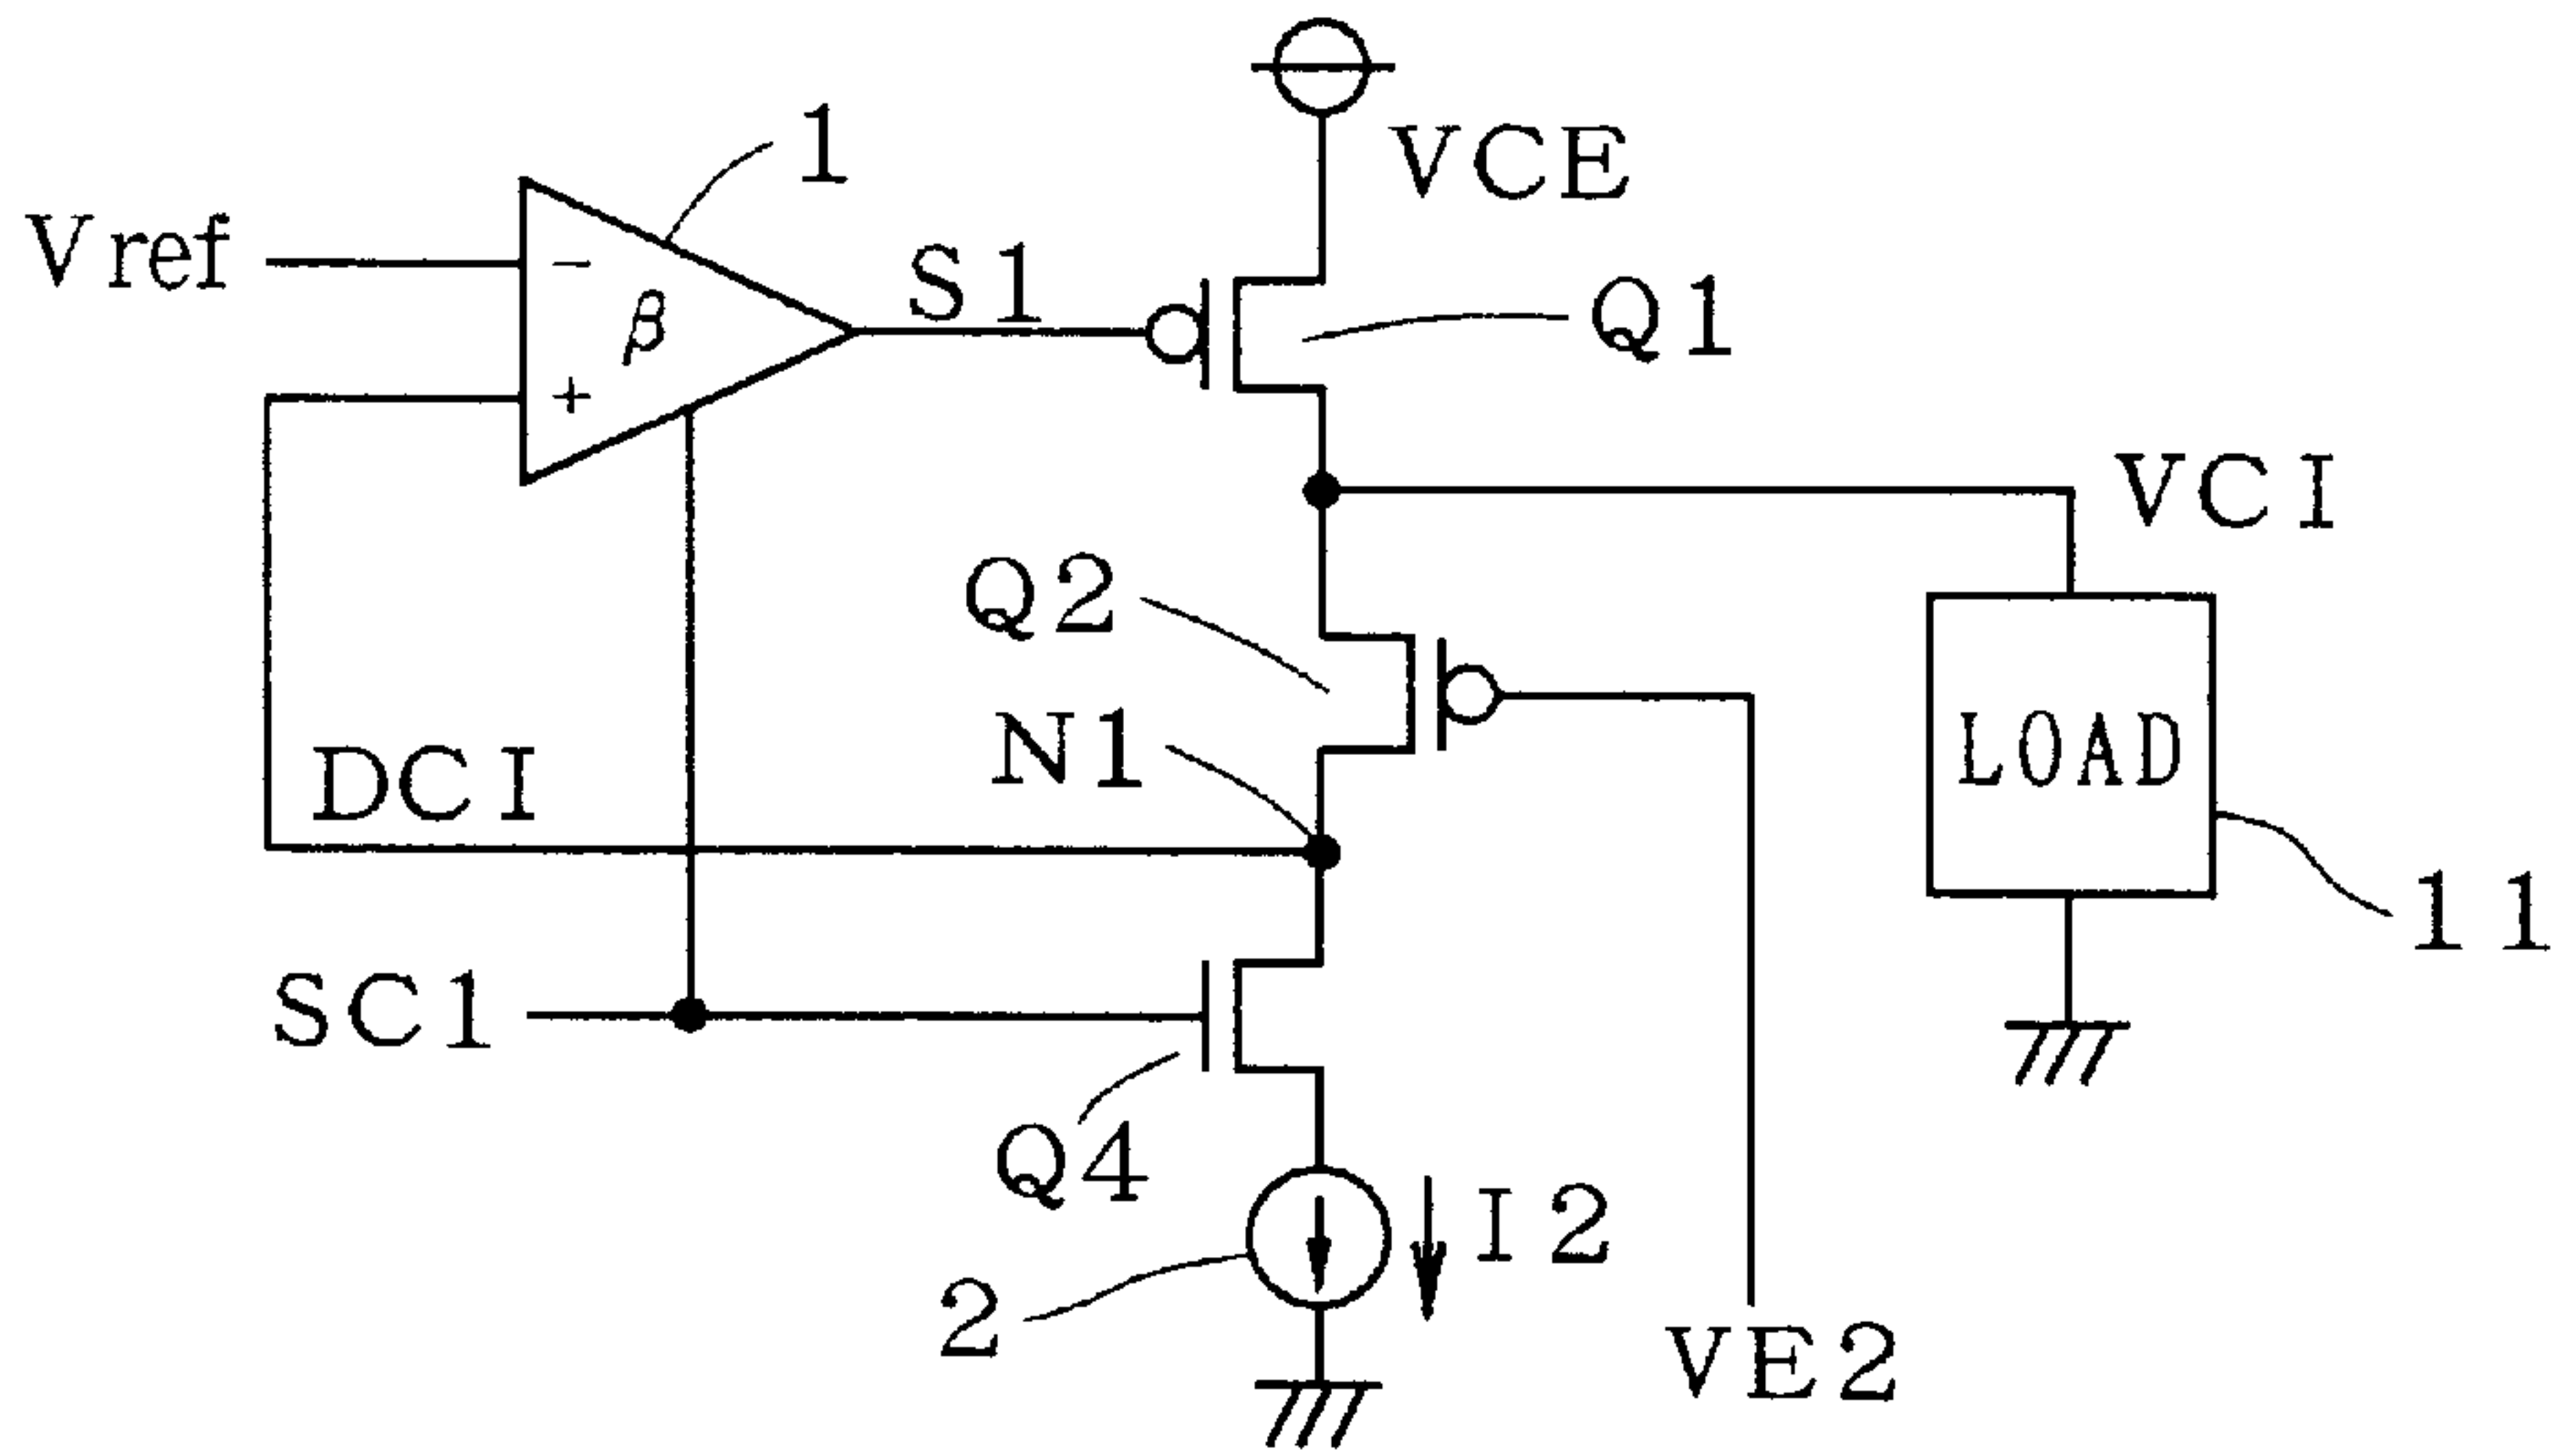 1
VCE
Vref
-
β
S1
Q1
+
VCI
Q2
N1
LOAD
DCI
11
SC1
Q4
I2
2
VE2